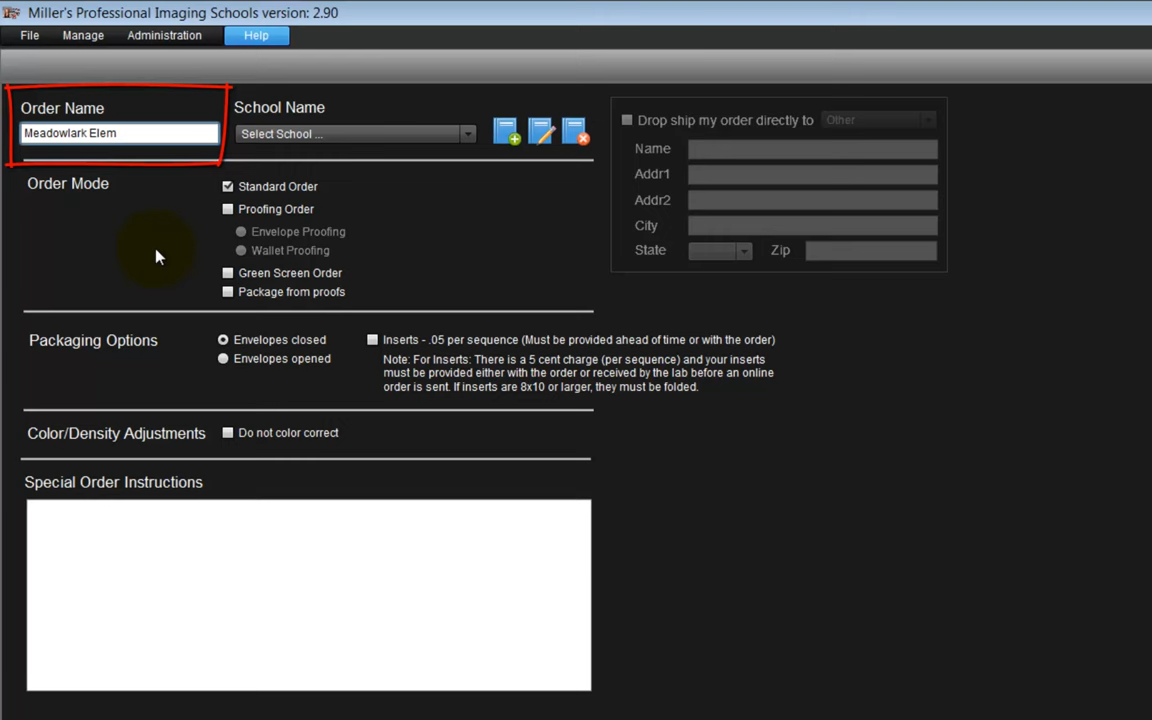 Miller's Professional Imaging Schools version: 2.90
File Manage Administration Help
Order Name
Meadowlark Elem
School Name
Select School ...
Drop ship my order directly to Other
Name
Addr1
Addr2
City
State Zip
Order Mode
Standard Order
Proofing Order
Envelope Proofing
Wallet Proofing
Green Screen Order
Package from proofs
Packaging Options
Envelopes closed
Envelopes opened
Inserts - .05 per sequence (Must be provided ahead of time or with the order)
Note: For Inserts: There is a 5 cent charge (per sequence) and your inserts
must be provided either with the order or received by the lab before an online
order is sent. If inserts are 8x10 or larger, they must be folded.
Color/Density Adjustments
Do not color correct
Special Order Instructions